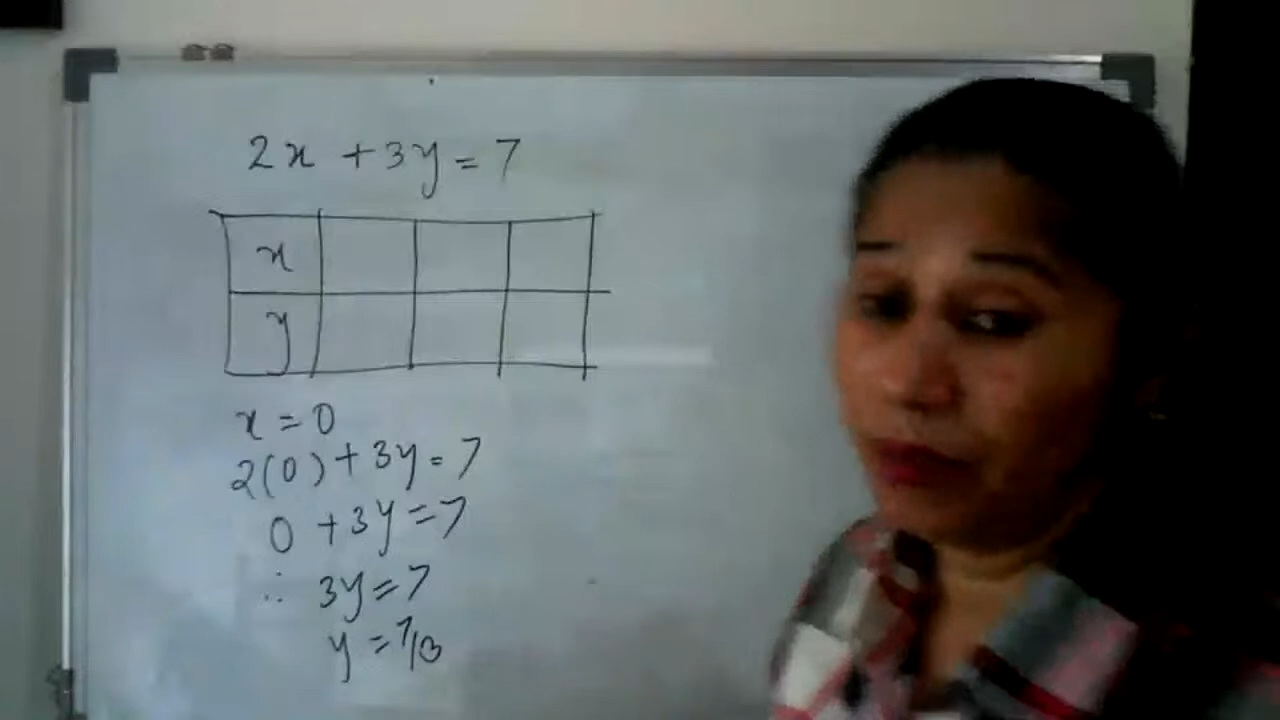 2x + 3y = 7
x
y
x = 0
2(0) + 3y = 7
0 + 3y = 7
∴ 3y = 7
y = 7/3